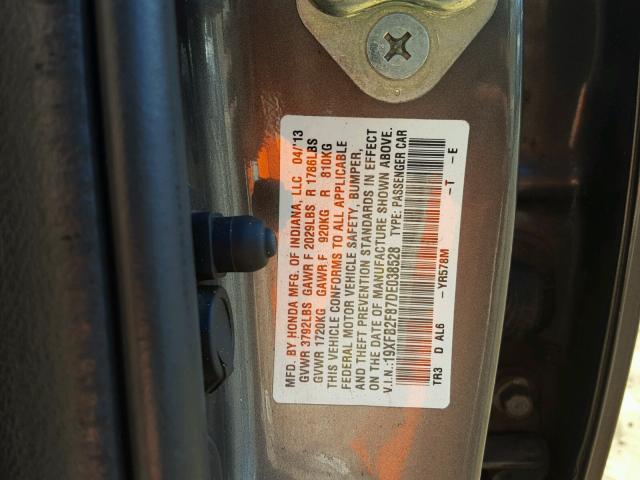 MFD. BY HONDA MFG. OF INDIANA, LLC 04/13
GVWR 3792LBS GAWR F 2029LBS R 1786LBS
GVWR 1720KG GAWR F 920KG R 810KG
THIS VEHICLE CONFORMS TO ALL APPLICABLE
FEDERAL MOTOR VEHICLE SAFETY, BUMPER,
AND THEFT PREVENTION STANDARDS IN EFFECT
ON THE DATE OF MANUFACTURE SHOWN ABOVE.
V.I.N.:19XFB2F87DE038528 TYPE: PASSENGER CAR
TR3 D AL6 -YR578M -T -E